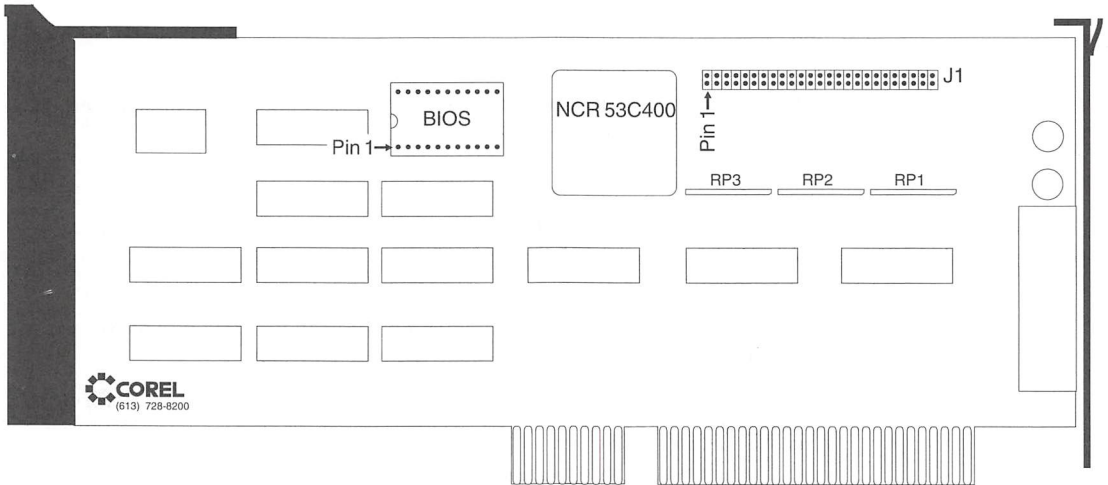 J1
BIOS
NCR 53C400
Pin 1
Pin 1
RP3
RP2
RP1
COREL
(613) 728-8200